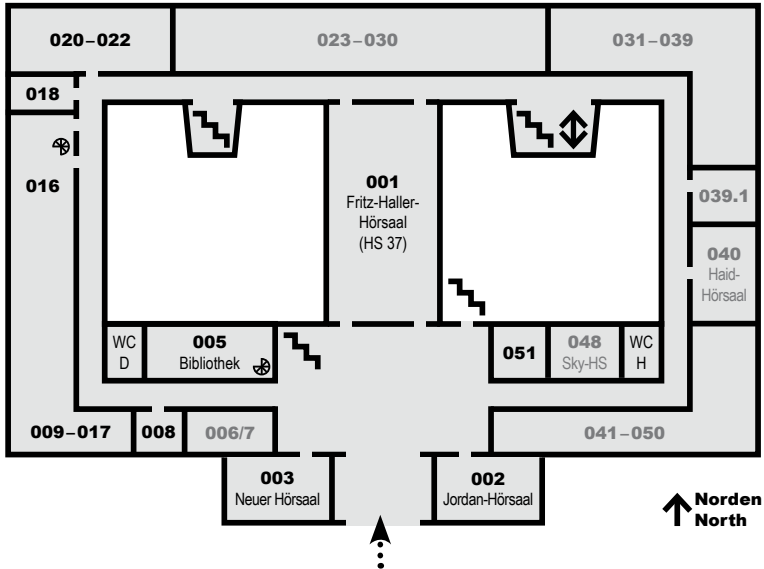 020–022
023–030
031–039
018
016
001
Fritz-Haller-
Hörsaal
(HS 37)
039.1
040
Haid-
Hörsaal
WC
D
005
Bibliothek
051
048
Sky-HS
WC
H
009–017
008
006/7
041–050
003
Neuer Hörsaal
002
Jordan-Hörsaal
Norden
North